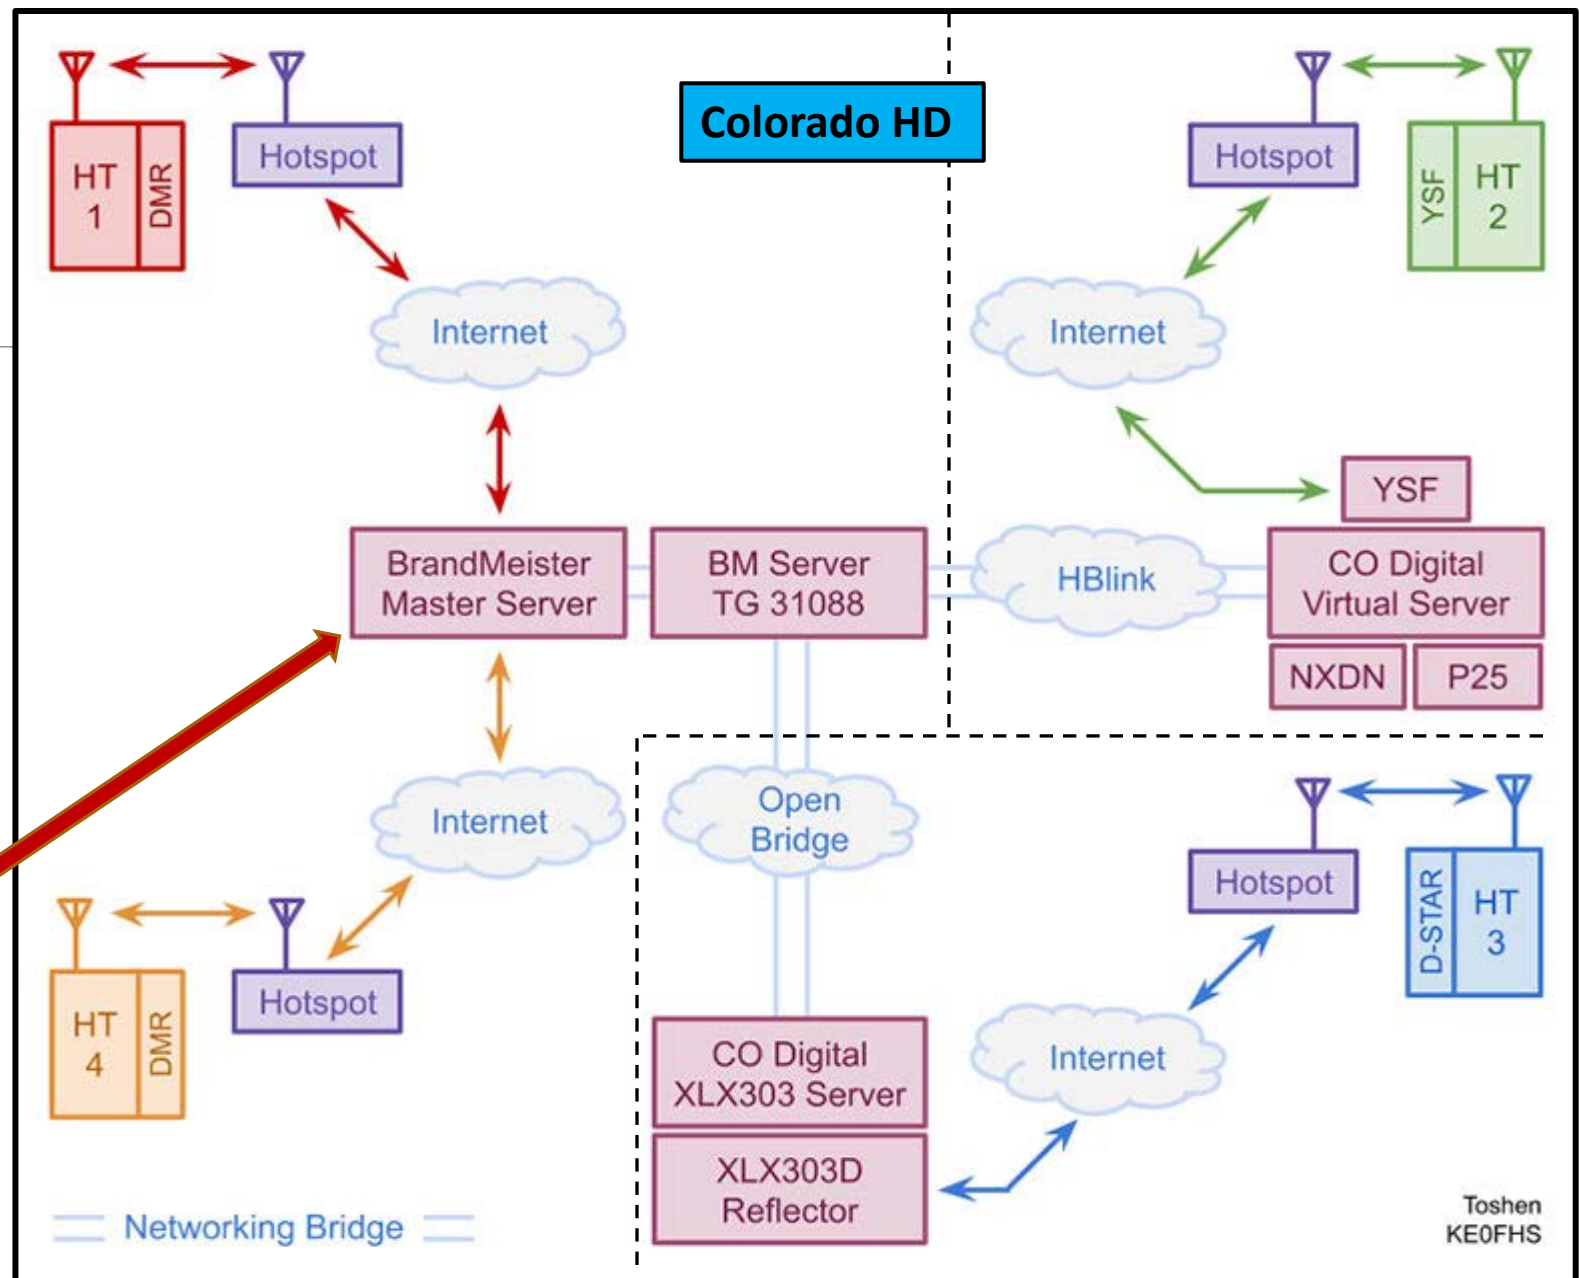 Colorado HD
HT
1
DMR
Hotspot
Internet
Hotspot
YSF
HT
2
Internet
YSF
BrandMeister
Master Server
BM Server
TG 31088
HBlink
CO Digital
Virtual Server
NXDN
P25
Internet
Open
Bridge
HT
4
DMR
Hotspot
Hotspot
D-STAR
HT
3
Internet
CO Digital
XLX303 Server
XLX303D
Reflector
Networking Bridge
Toshen
KE0FHS